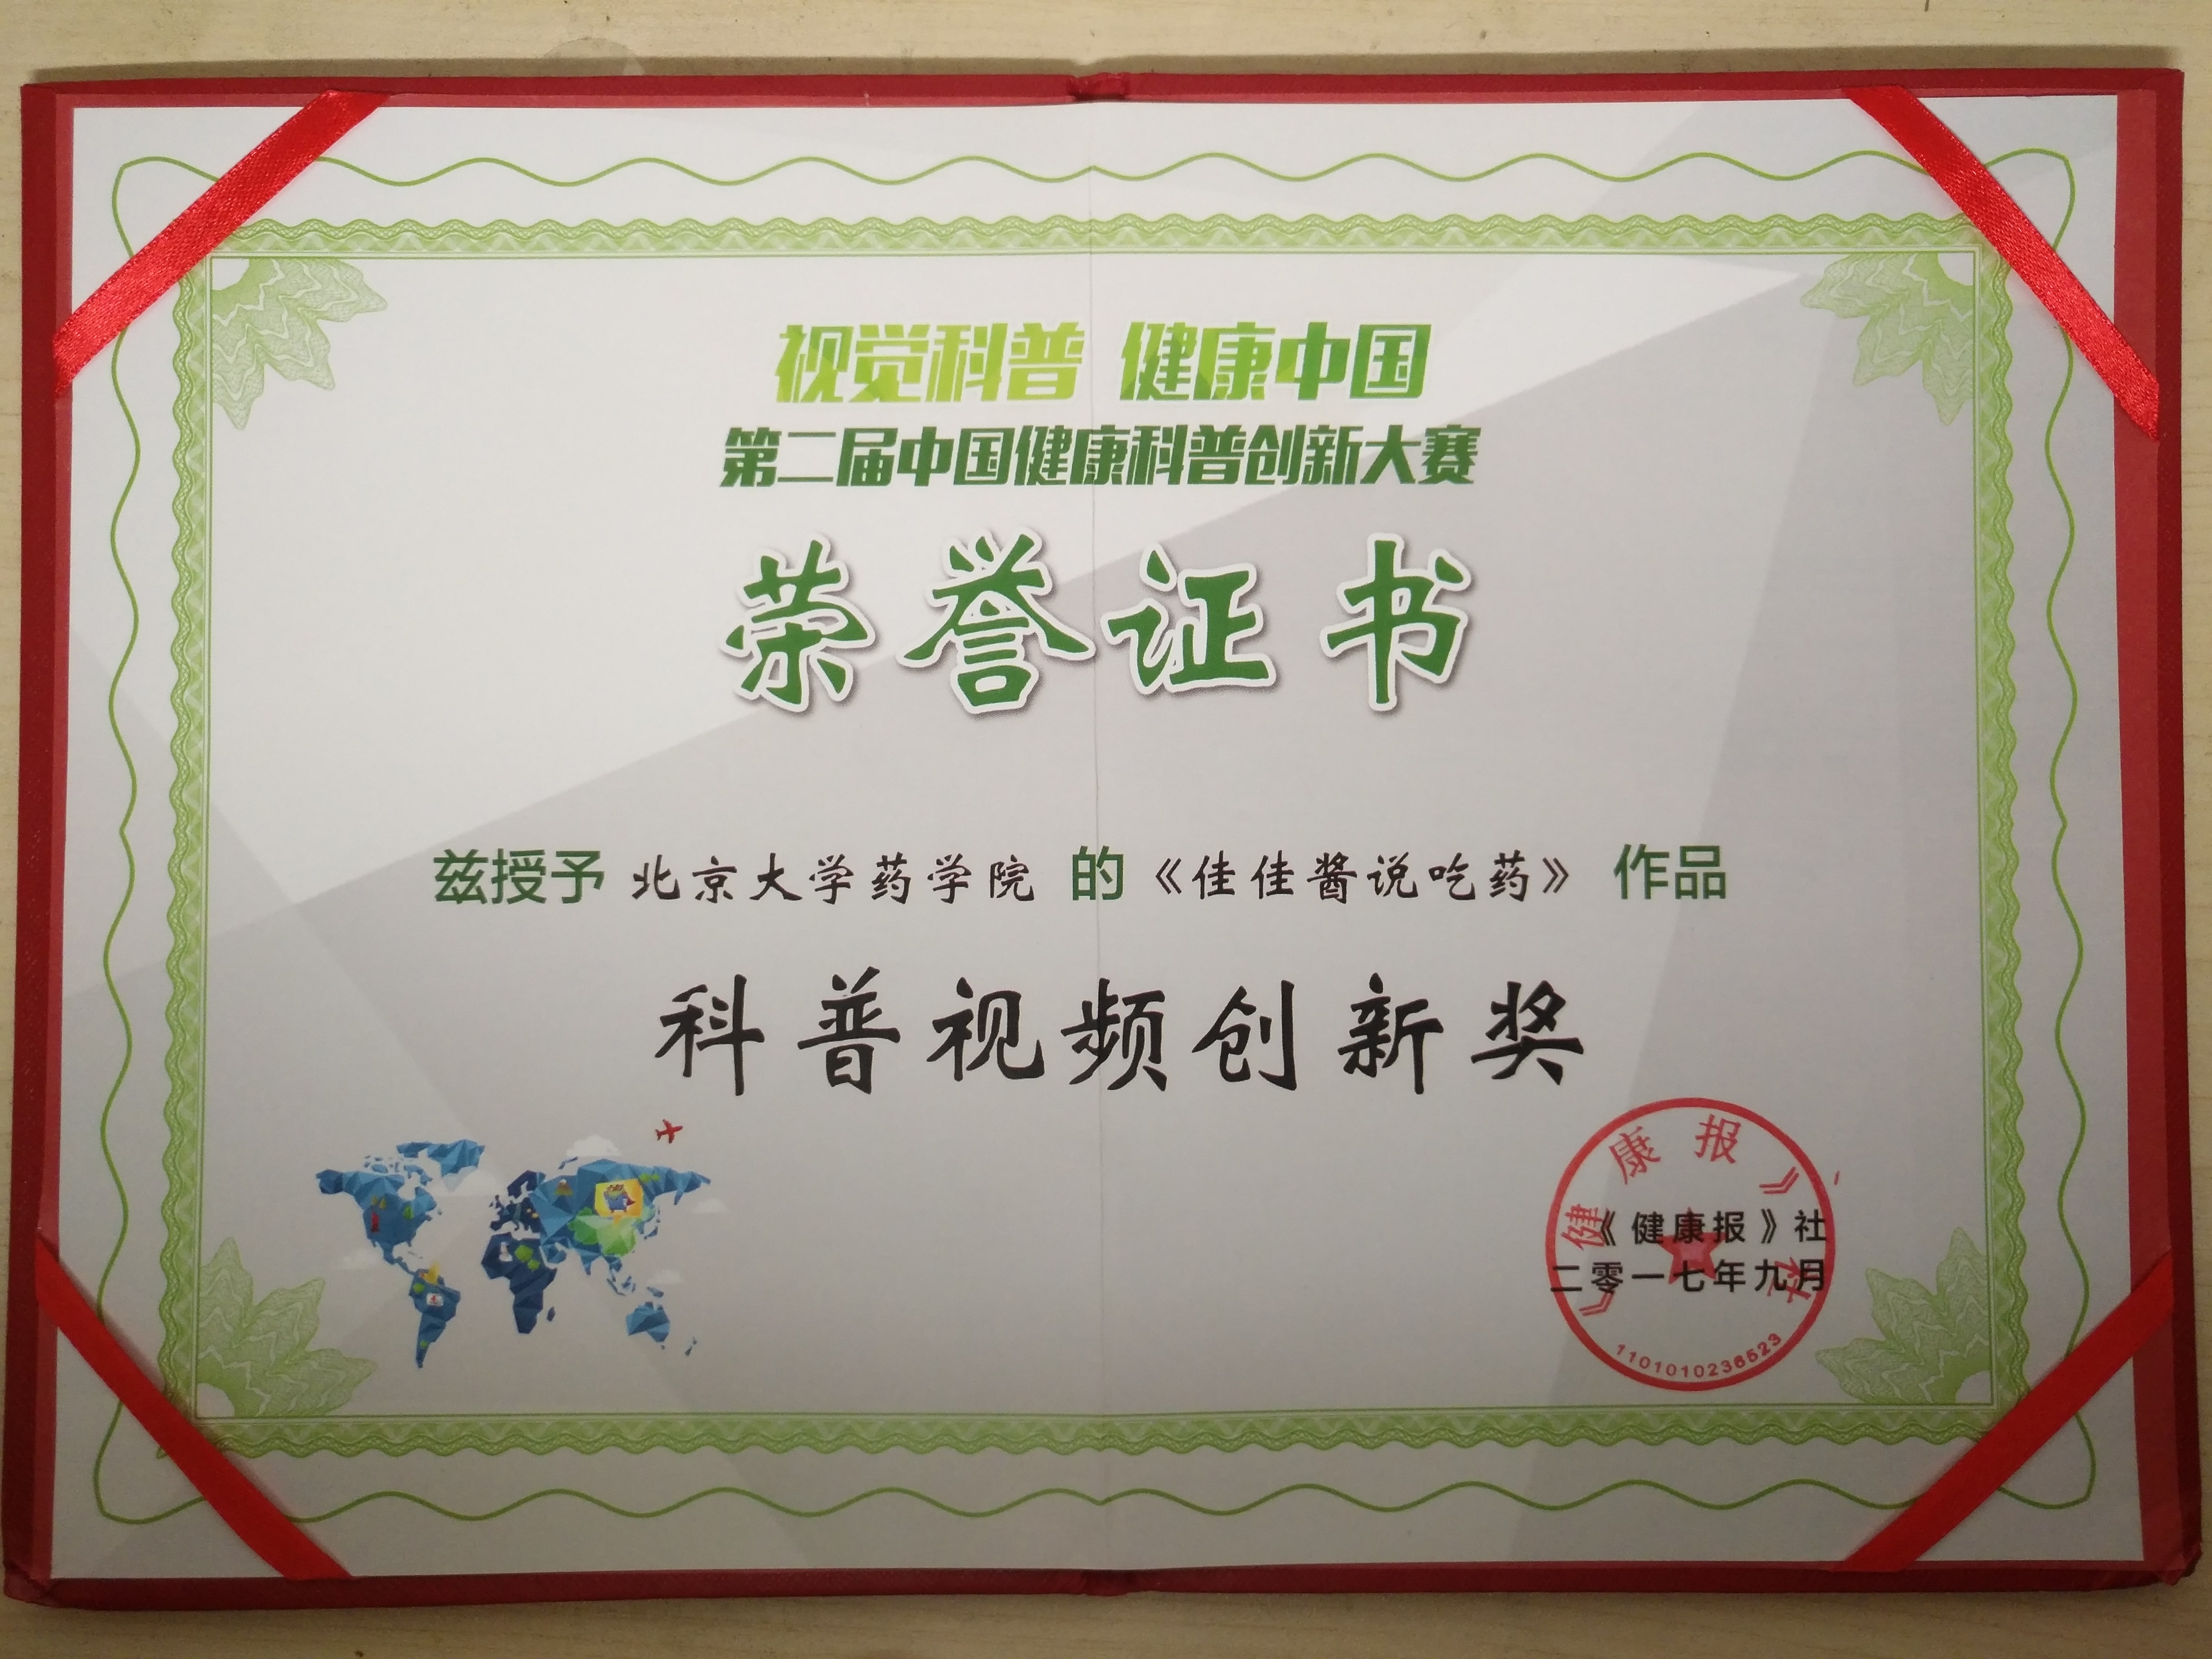 视觉科普 健康中国
第二届中国健康科普创新大赛
荣誉证书
兹授予 北京大学药学院 的《佳佳酱说吃药》 作品
科普视频创新奖
《健康报》社
《健康报》社
二零一七年九月
1101010236523